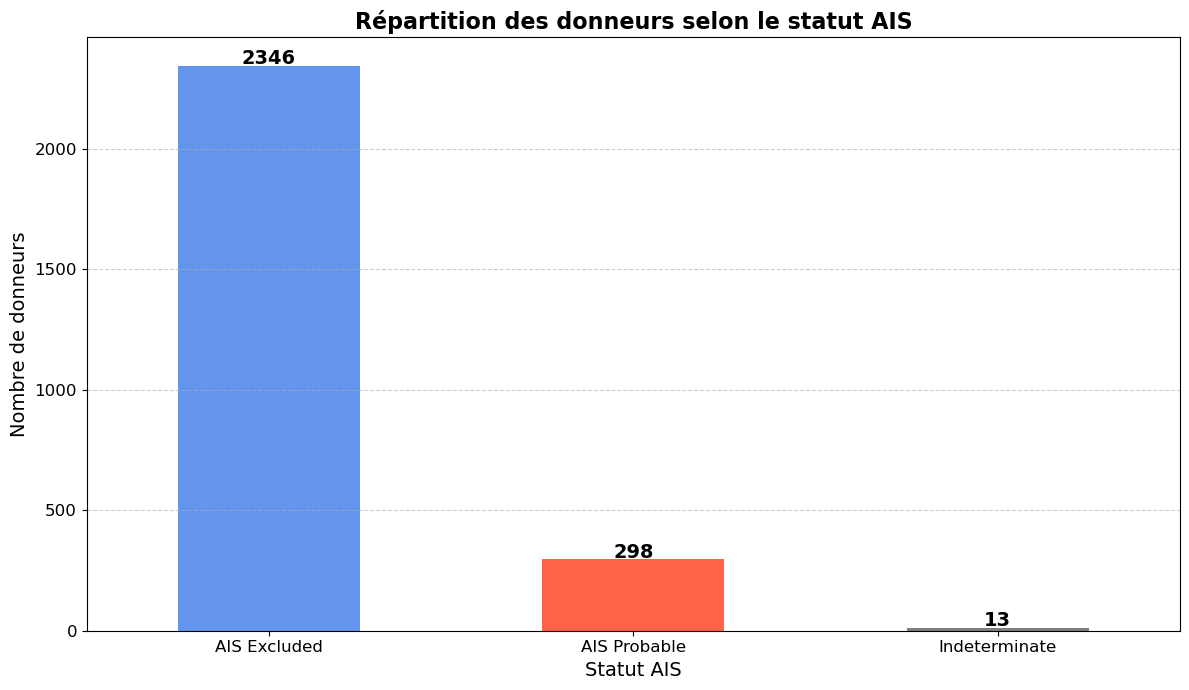 Répartition des donneurs selon le statut AIS
2346
2000
1500
1000
500
0
Nombre de donneurs
298
13
AIS Excluded
AIS Probable
Indeterminate
Statut AIS